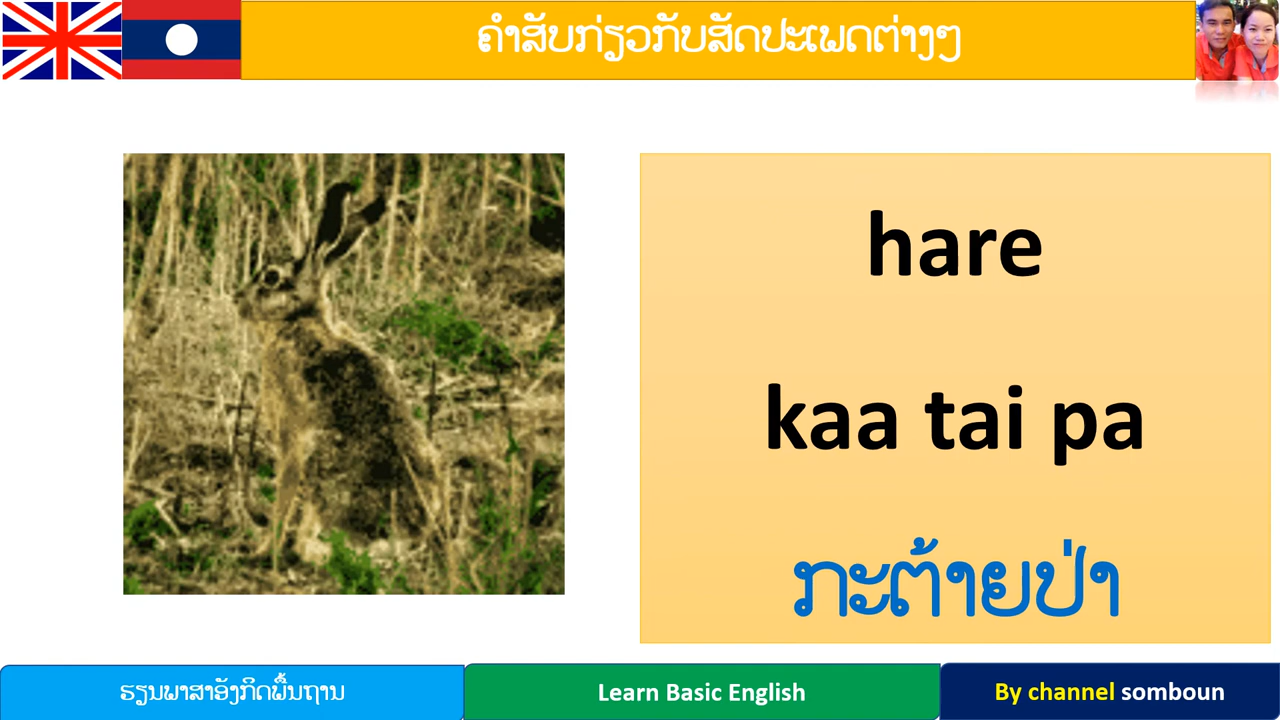 ຄຳສັບກ່ຽວກັບສັດປະເພດຕ່າງໆ
hare
kaa tai pa
ກະຕ້າຍປ່າ
ຮຽນພາສາອັງກິດພື້ນຖານ
Learn Basic English
By channel somboun